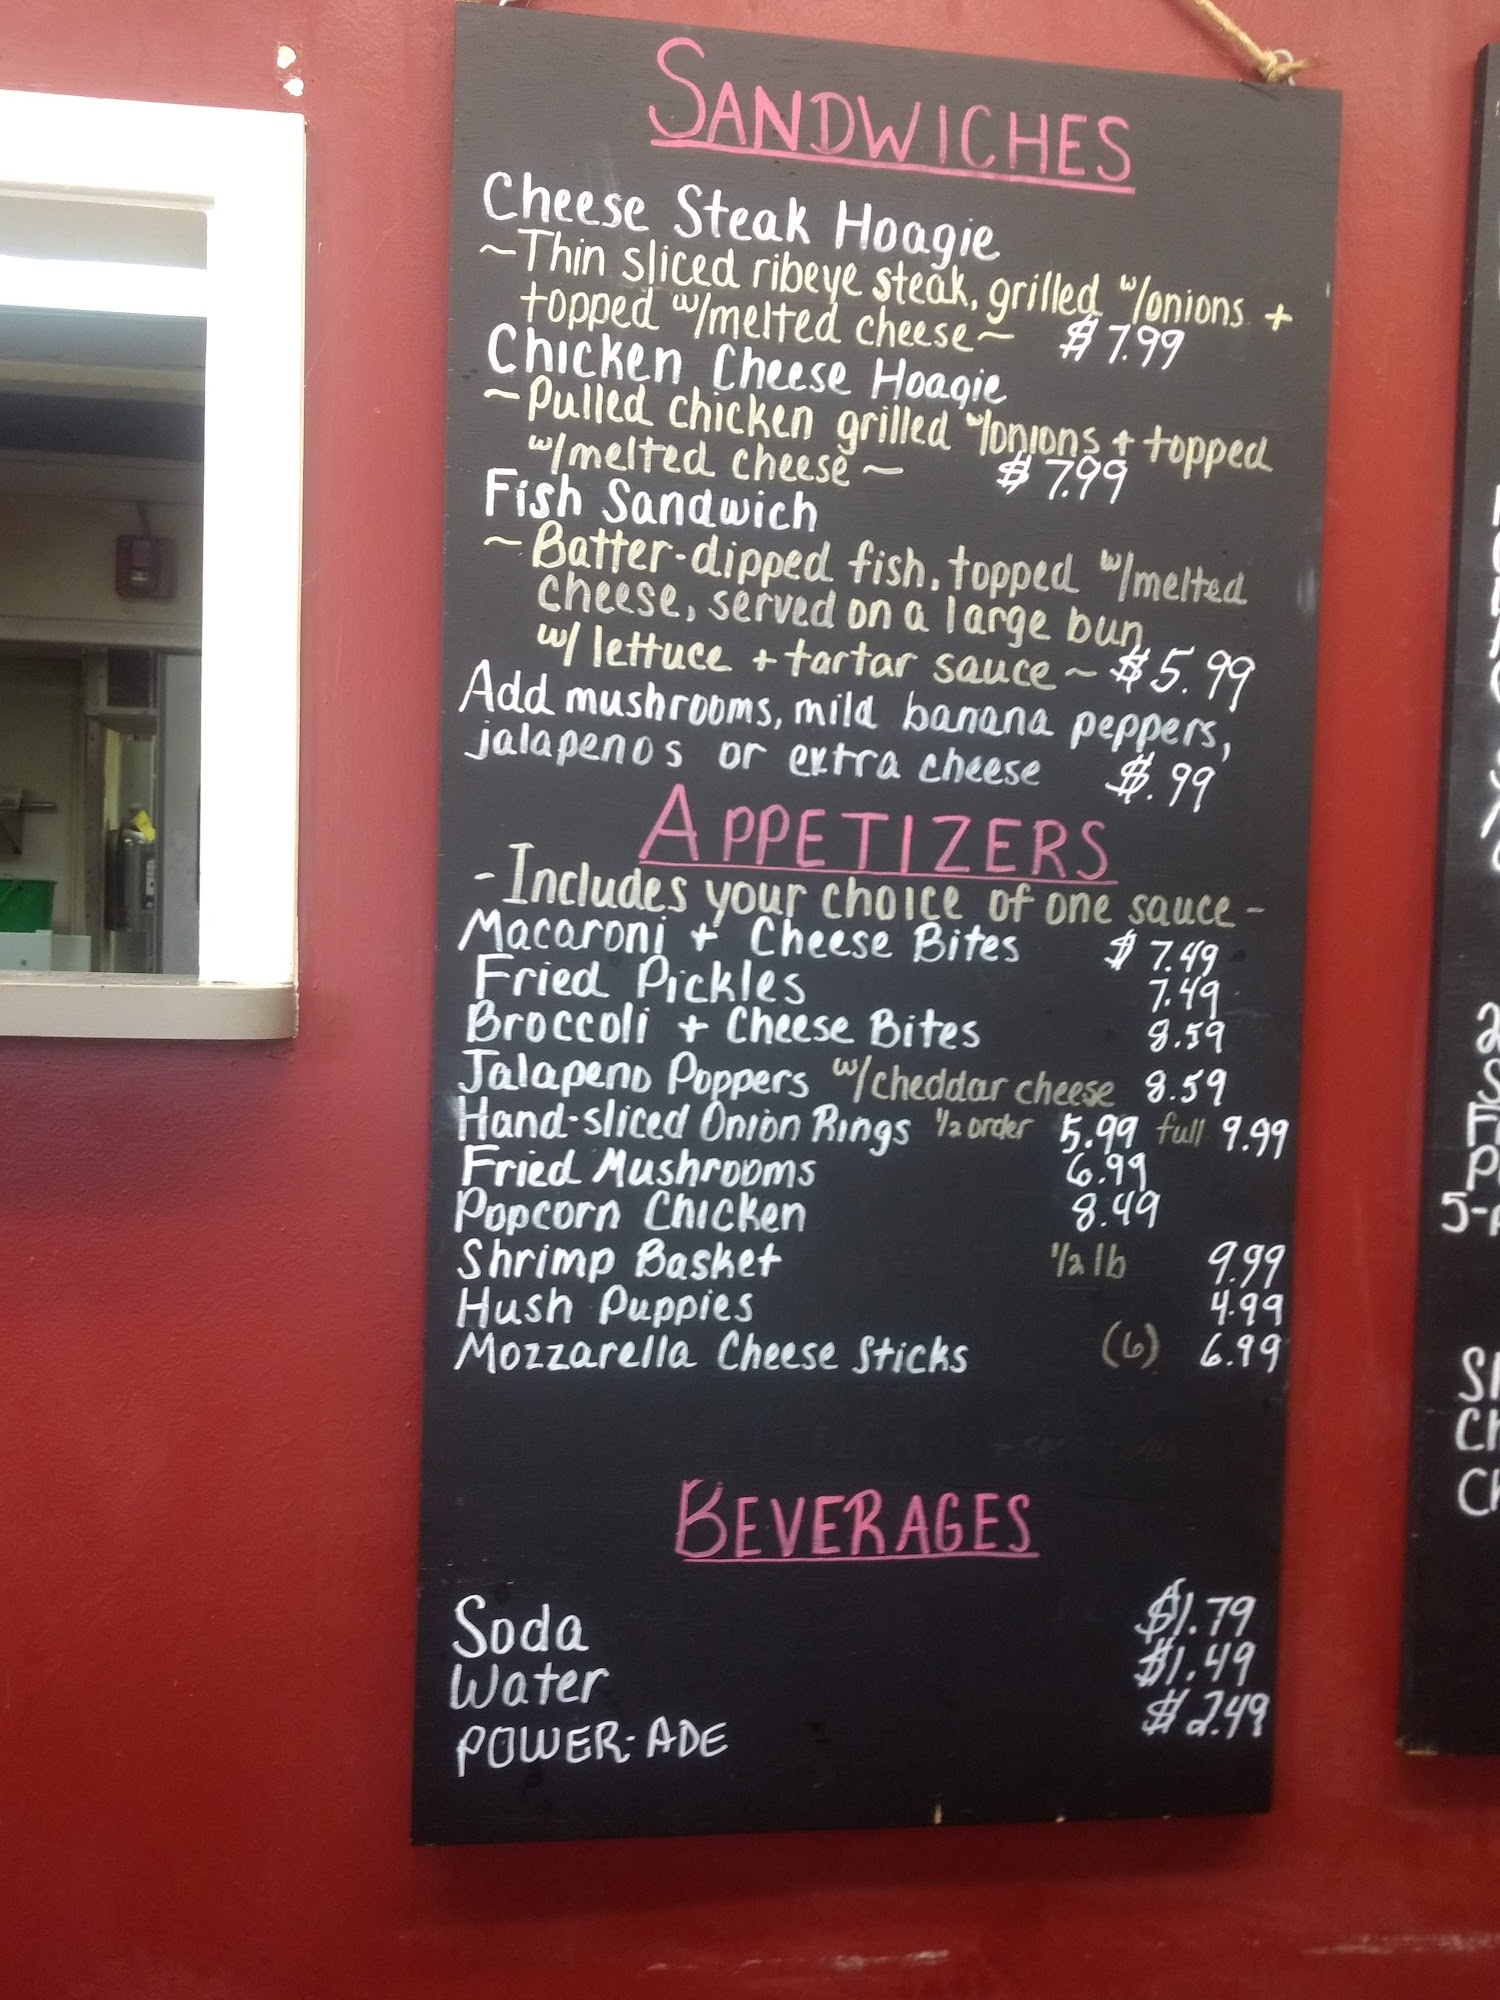 SANDWICHES
Cheese Steak Hoagie
~Thin sliced ribeye steak, grilled w/onions +
topped w/melted cheese~ $7.99
Chicken Cheese Hoagie
~Pulled chicken grilled w/onions + topped
w/melted cheese~ $7.99
Fish Sandwich
~Batter-dipped fish, topped w/melted
cheese, served on a large bun
w/ lettuce + tartar sauce~ $5.99
Add mushrooms, mild banana peppers,
jalapenos or extra cheese $.99
APPETIZERS
-Includes your choice of one sauce-
Macaroni + Cheese Bites $7.49
Fried Pickles 7.49
Broccoli + Cheese Bites 8.59
Jalapeno Poppers w/cheddar cheese 8.59
Hand-sliced Onion Rings 1/2 order 5.99 full 9.99
Fried Mushrooms 6.99
Popcorn Chicken 8.49
Shrimp Basket 1/2 lb 9.99
Hush Puppies 4.99
Mozzarella Cheese Sticks (6) 6.99
BEVERAGES
Soda $1.79
Water $1.49
POWER-ADE $2.49